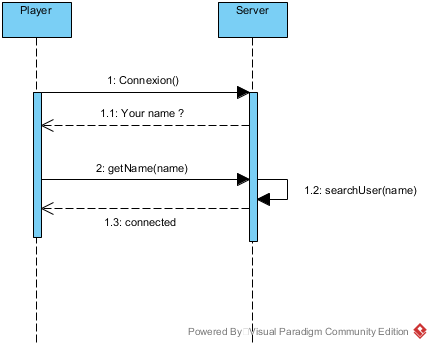 Player
Server
1: Connexion()
1.1: Your name ?
2: getName(name)
1.2: searchUser(name)
1.3: connected
Powered By Visual Paradigm Community Edition